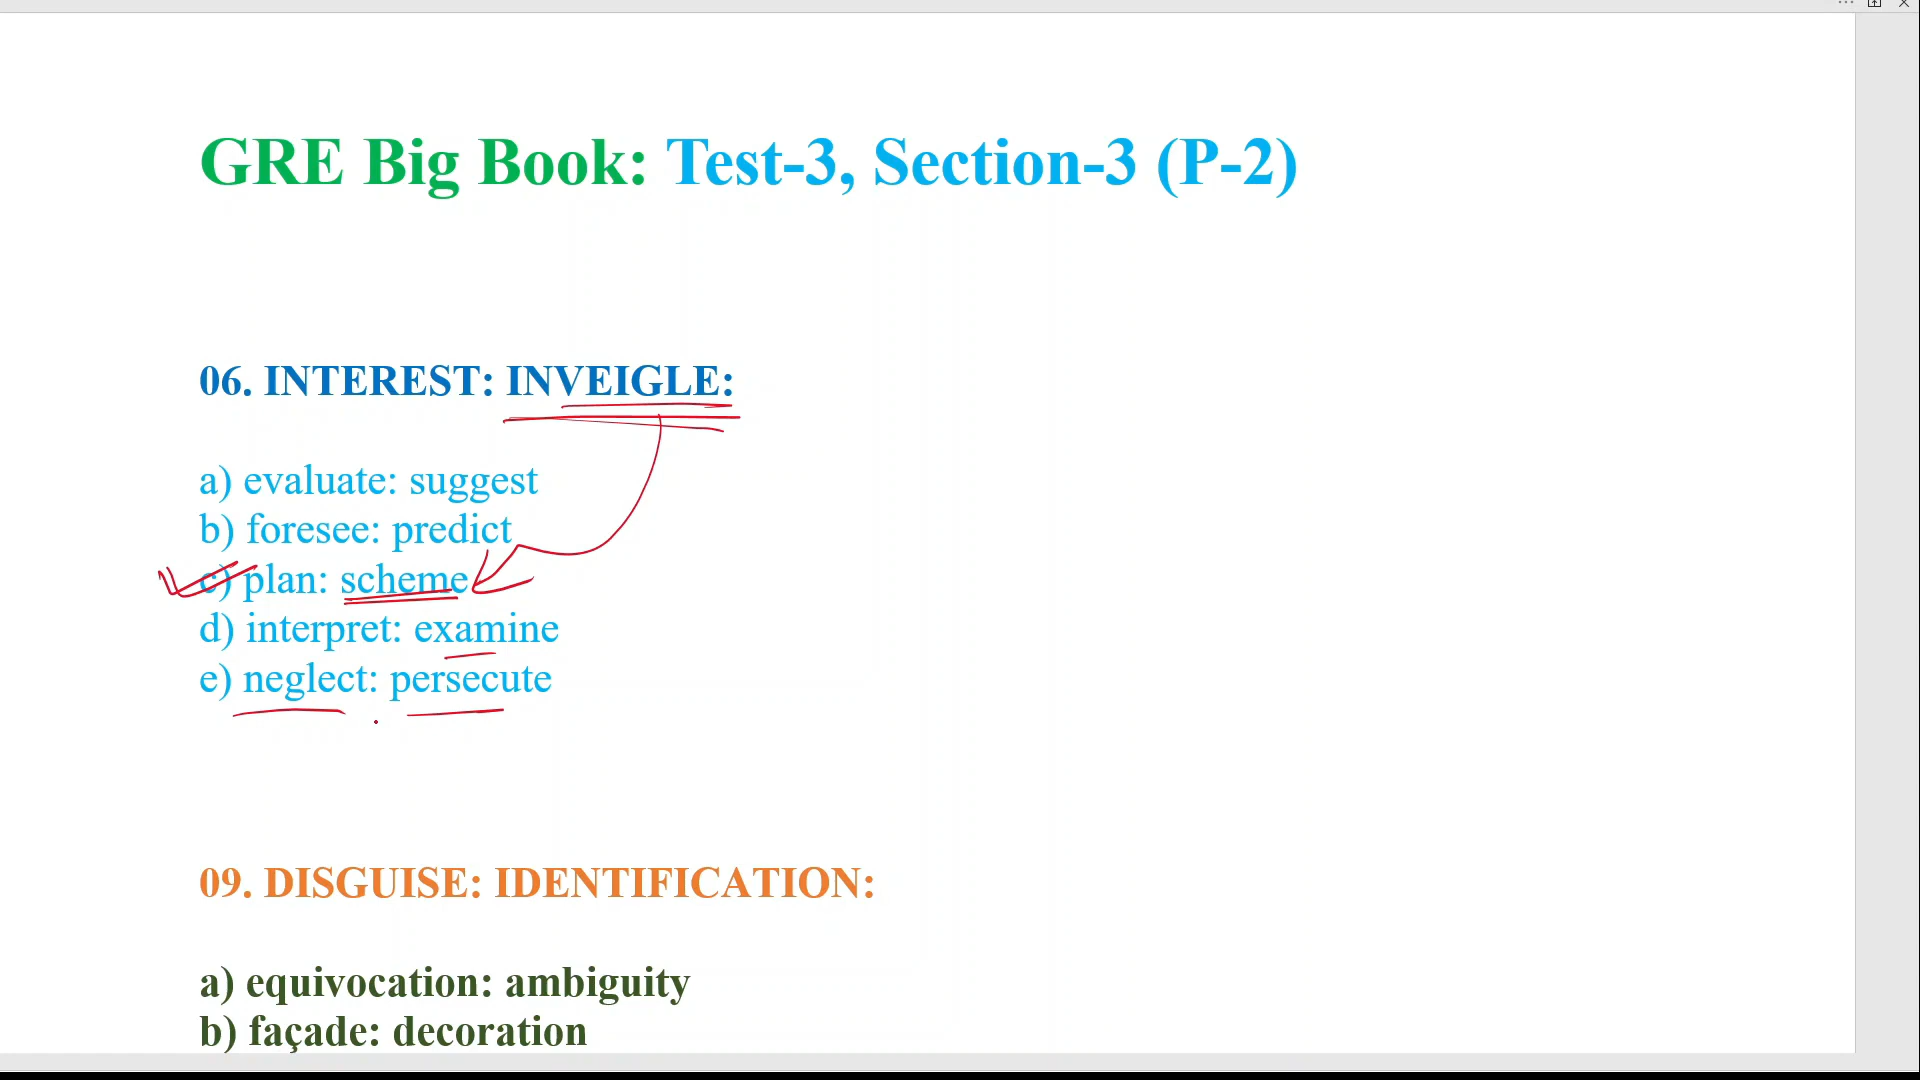 GRE Big Book: Test-3, Section-3 (P-2)
06. INTEREST: INVEIGLE:
a) evaluate: suggest
b) foresee: predict
c) plan: scheme
d) interpret: examine
e) neglect: persecute
09. DISGUISE: IDENTIFICATION:
a) equivocation: ambiguity
b) façade: decoration